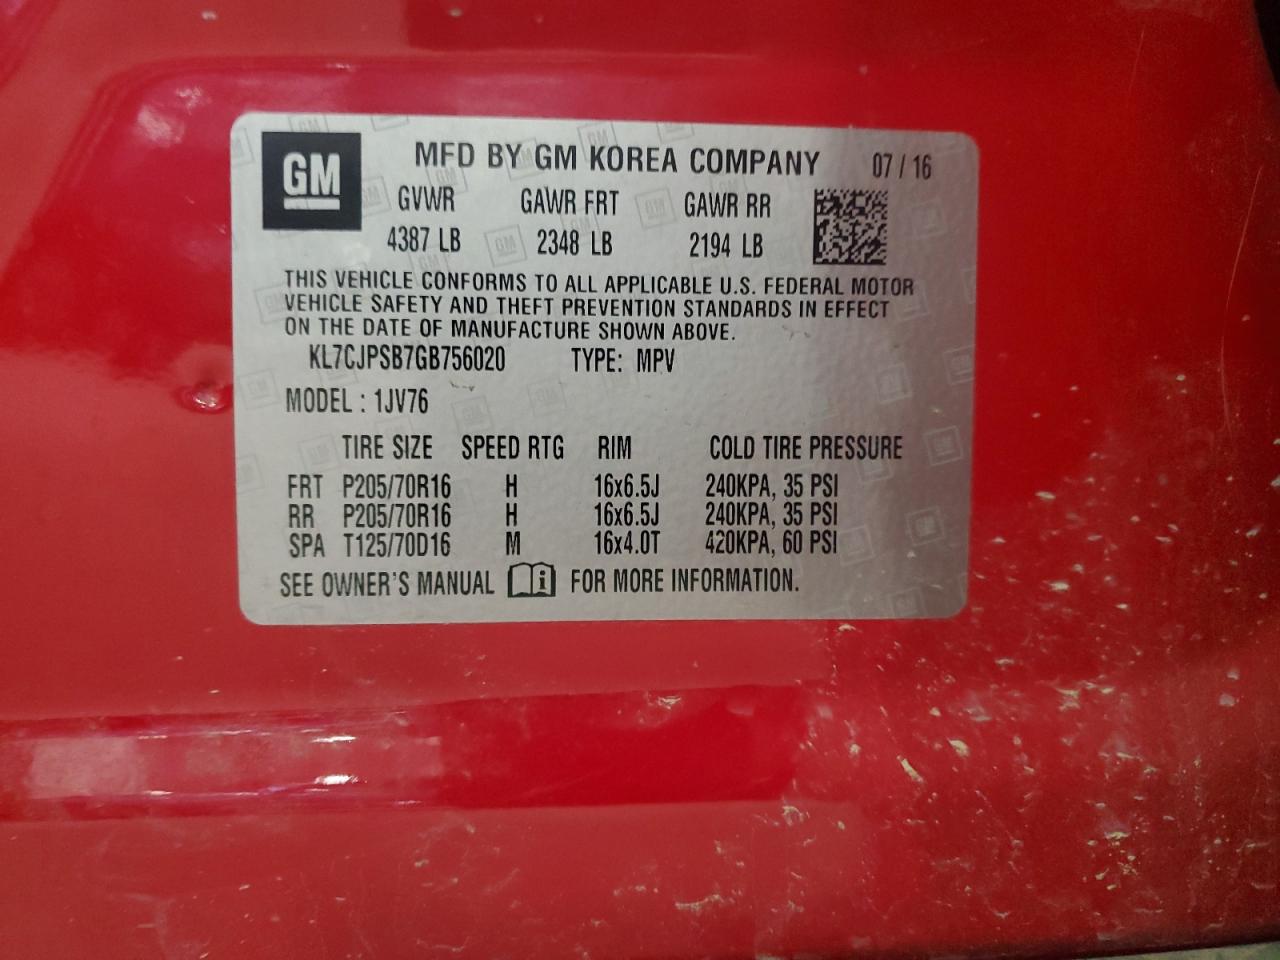 GM MFD BY GM KOREA COMPANY 07 / 16
GVWR GAWR FRT GAWR RR
4387 LB 2348 LB 2194 LB
THIS VEHICLE CONFORMS TO ALL APPLICABLE U.S. FEDERAL MOTOR
VEHICLE SAFETY AND THEFT PREVENTION STANDARDS IN EFFECT
ON THE DATE OF MANUFACTURE SHOWN ABOVE.
KL7CJPSB7GB756020 TYPE: MPV
MODEL : 1JV76
TIRE SIZE SPEED RTG RIM COLD TIRE PRESSURE
FRT P205/70R16 H 16x6.5J 240KPA, 35 PSI
RR P205/70R16 H 16x6.5J 240KPA, 35 PSI
SPA T125/70D16 M 16x4.0T 420KPA, 60 PSI
SEE OWNER'S MANUAL i FOR MORE INFORMATION.